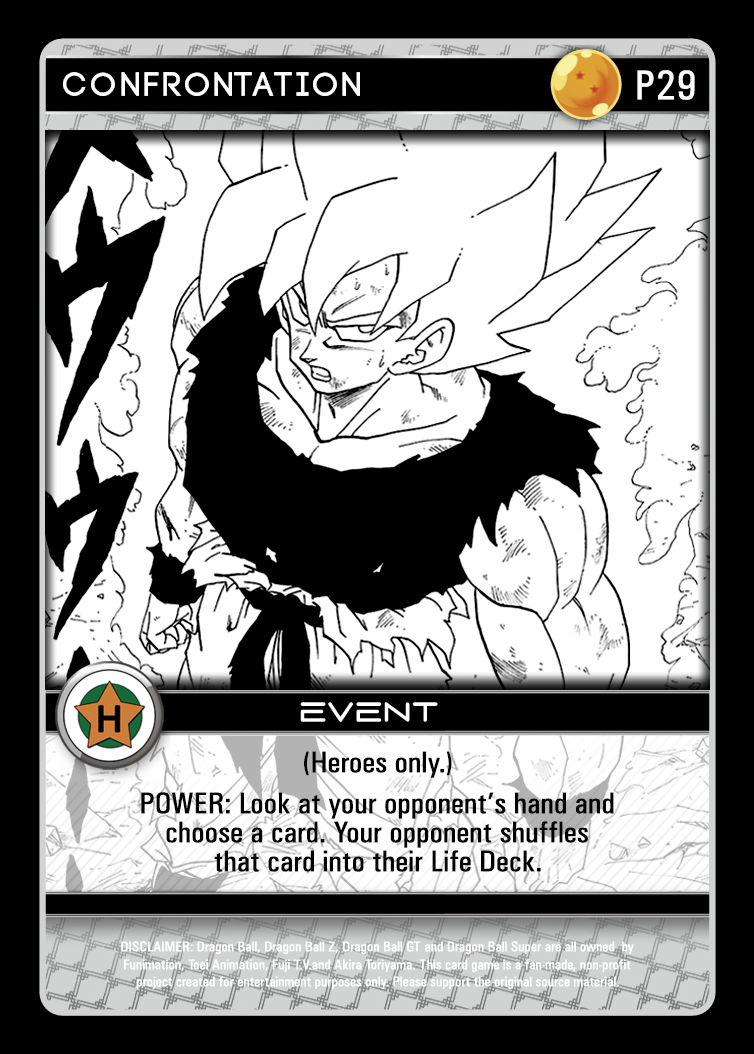 CONFRONTATION
P29
EVENT
H
(Heroes only.)
POWER: Look at your opponent's hand and
choose a card. Your opponent shuffles
that card into their Life Deck.
DISCLAIMER: Dragon Ball, Dragon Ball Z, Dragon Ball GT and Dragon Ball Super are all owned by
Funimation, Toei Animation, Fuji T.V and Akira Toriyama. This card game is a fan-made, non-profit
project created for entertainment purposes only. Please support the original source material.